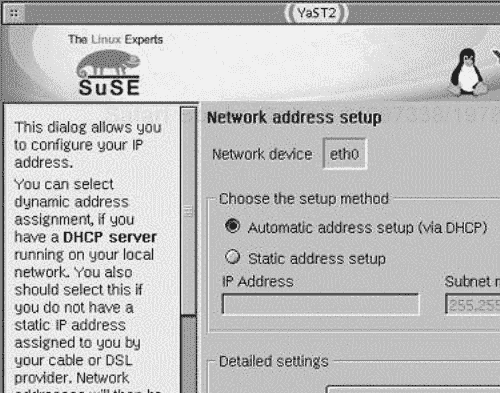 YaST2
The Linux Experts
SuSE
This dialog allows you
to configure your IP
address.
You can select
dynamic address
assignment, if you
have a DHCP server
running on your local
network. You also
should select this if
you do not have a
static IP address
assigned to you by
your cable or DSL
provider. Network
Network address setup
Network device eth0
Choose the setup method
Automatic address setup (via DHCP)
Static address setup
IP Address
Subnet
255.255
Detailed settings